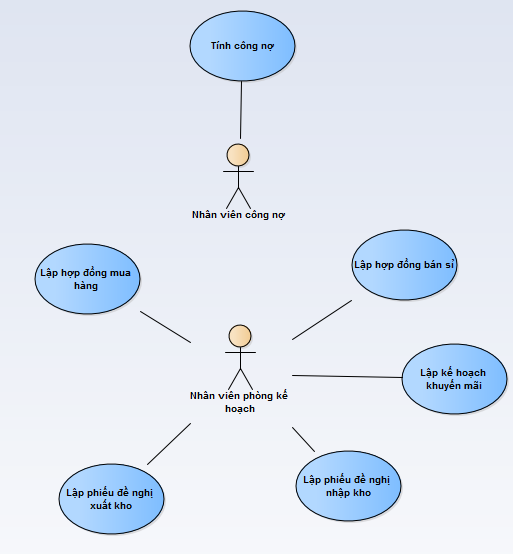 Tính công nợ
Nhân viên công nợ
Lập hợp đồng mua
hàng
Lập hợp đồng bán sỉ
Nhân viên phòng kế
hoạch
Lập kế hoạch
khuyến mãi
Lập phiếu đề nghị
xuất kho
Lập phiếu đề nghị
nhập kho